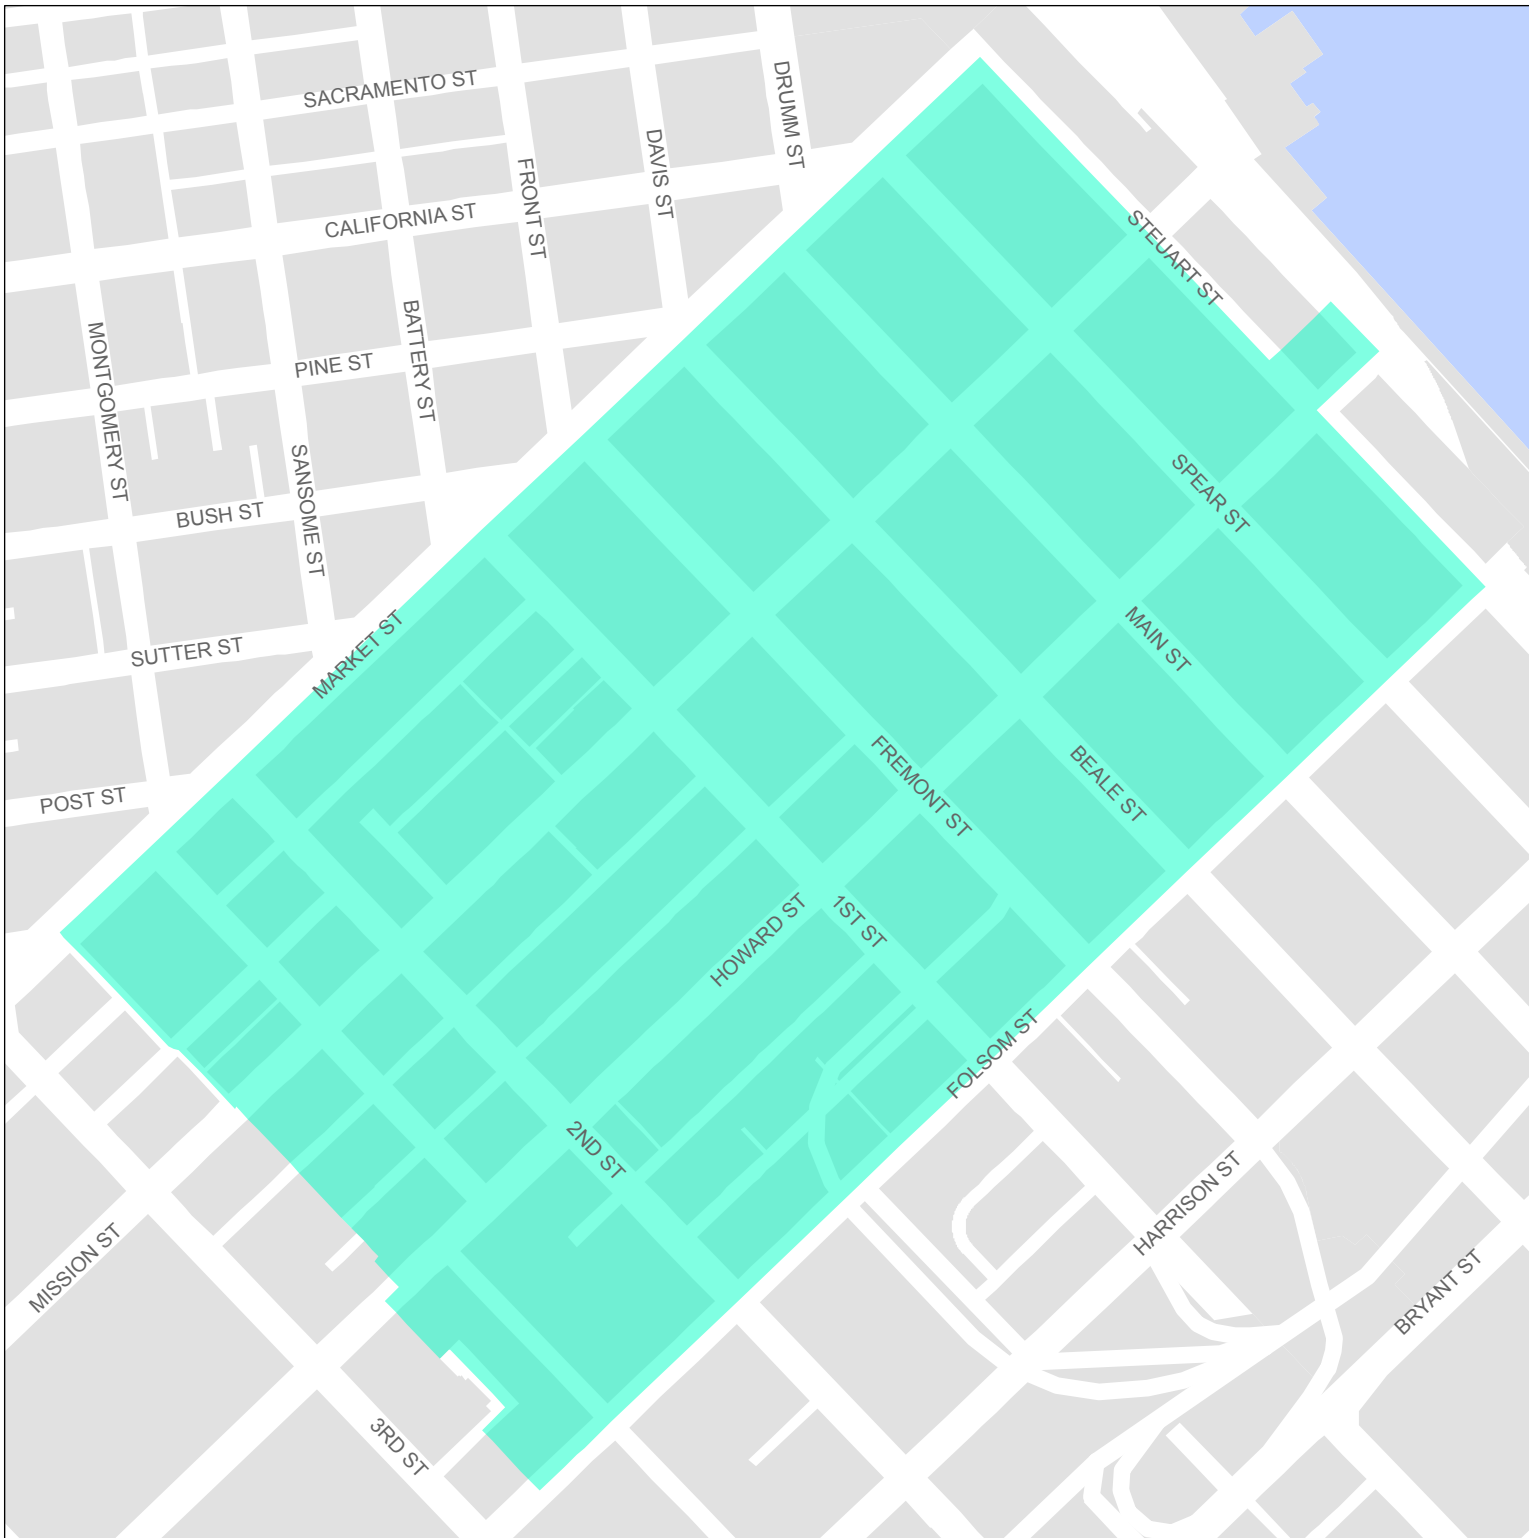 SACRAMENTO ST
DRUMM ST
DAVIS ST
FRONT ST
CALIFORNIA ST
STEUART ST
BATTERY ST
MONTGOMERY ST
PINE ST
SANSOME ST
SPEAR ST
BUSH ST
MAIN ST
SUTTER ST
MARKET ST
FREMONT ST
BEALE ST
POST ST
HOWARD ST
1ST ST
FOLSOM ST
2ND ST
HARRISON ST
MISSION ST
BRYANT ST
3RD ST